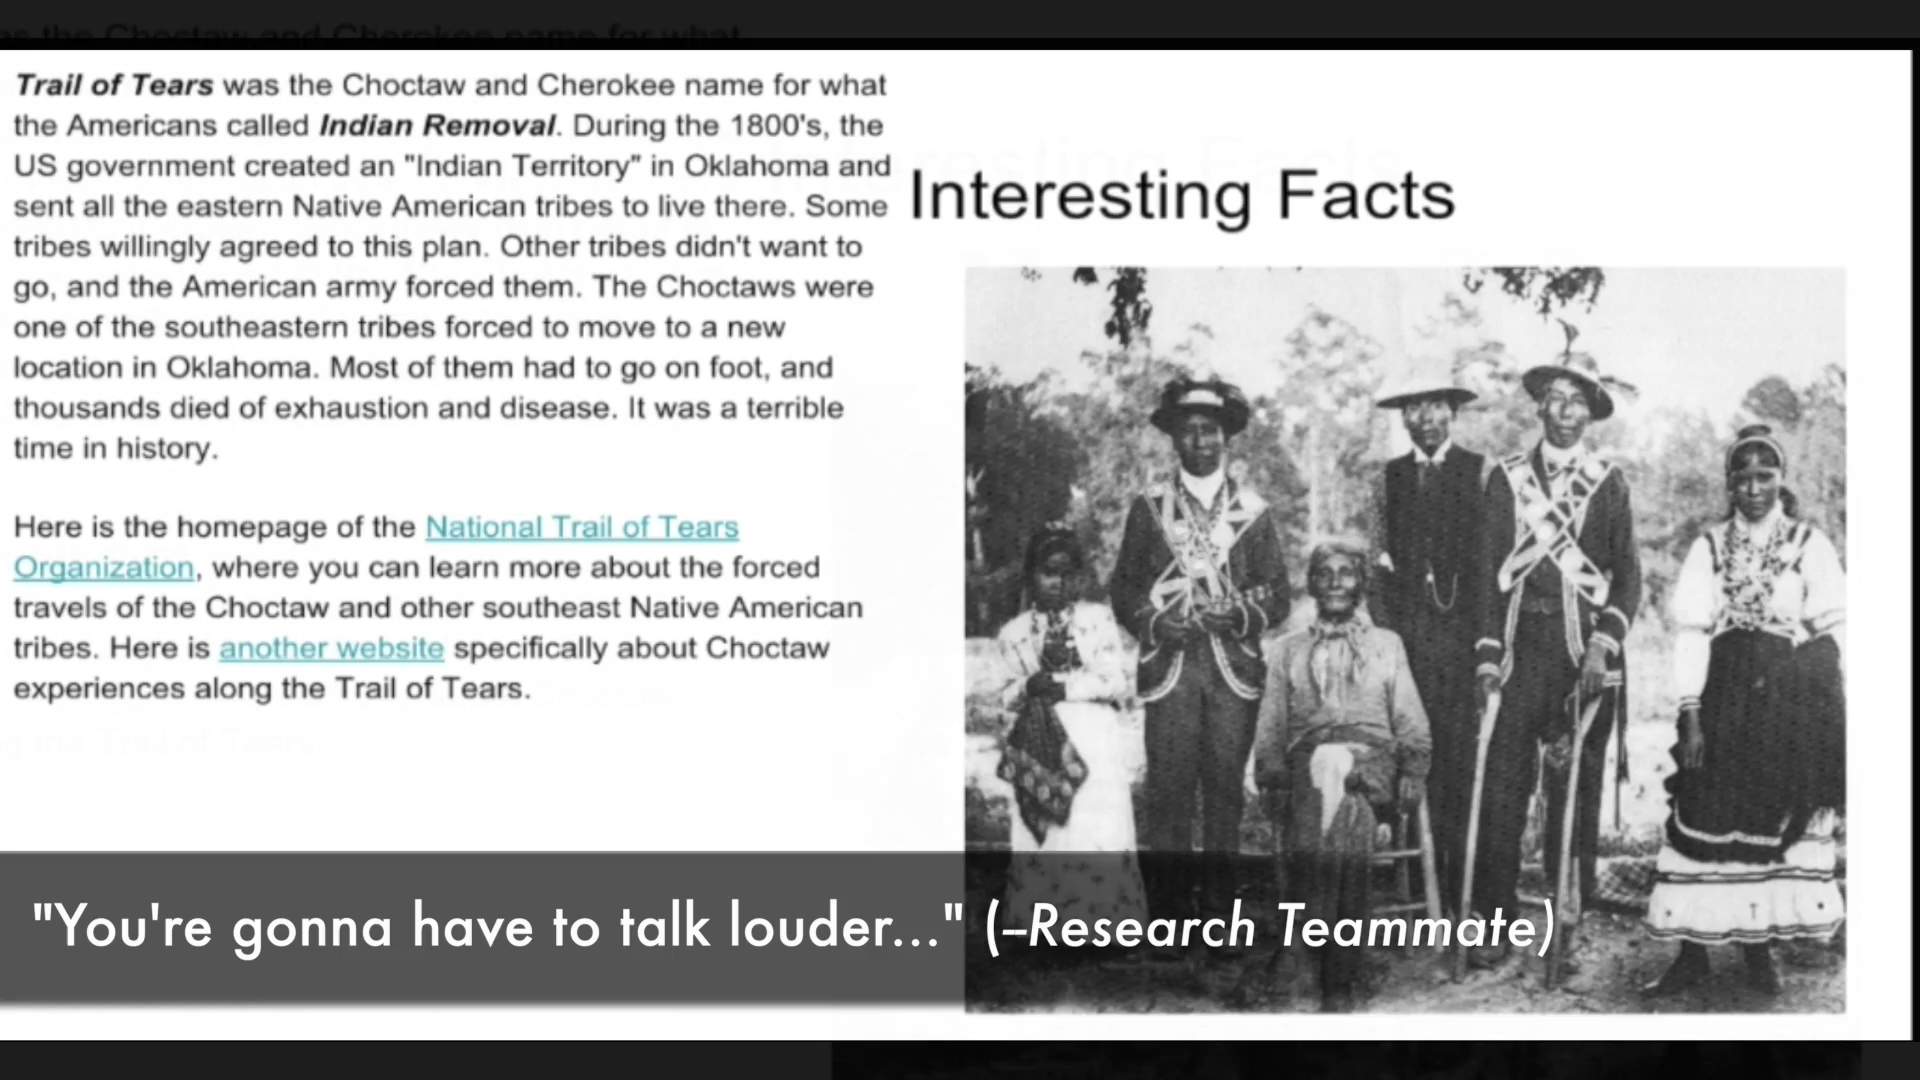 Trail of Tears was the Choctaw and Cherokee name for what
the Americans called Indian Removal. During the 1800's, the
US government created an "Indian Territory" in Oklahoma and
sent all the eastern Native American tribes to live there. Some
tribes willingly agreed to this plan. Other tribes didn't want to
go, and the American army forced them. The Choctaws were
one of the southeastern tribes forced to move to a new
location in Oklahoma. Most of them had to go on foot, and
thousands died of exhaustion and disease. It was a terrible
time in history.
Here is the homepage of the National Trail of Tears
Organization, where you can learn more about the forced
travels of the Choctaw and other southeast Native American
tribes. Here is another website specifically about Choctaw
experiences along the Trail of Tears.
Interesting Facts
"You're gonna have to talk louder..." (–Research Teammate)